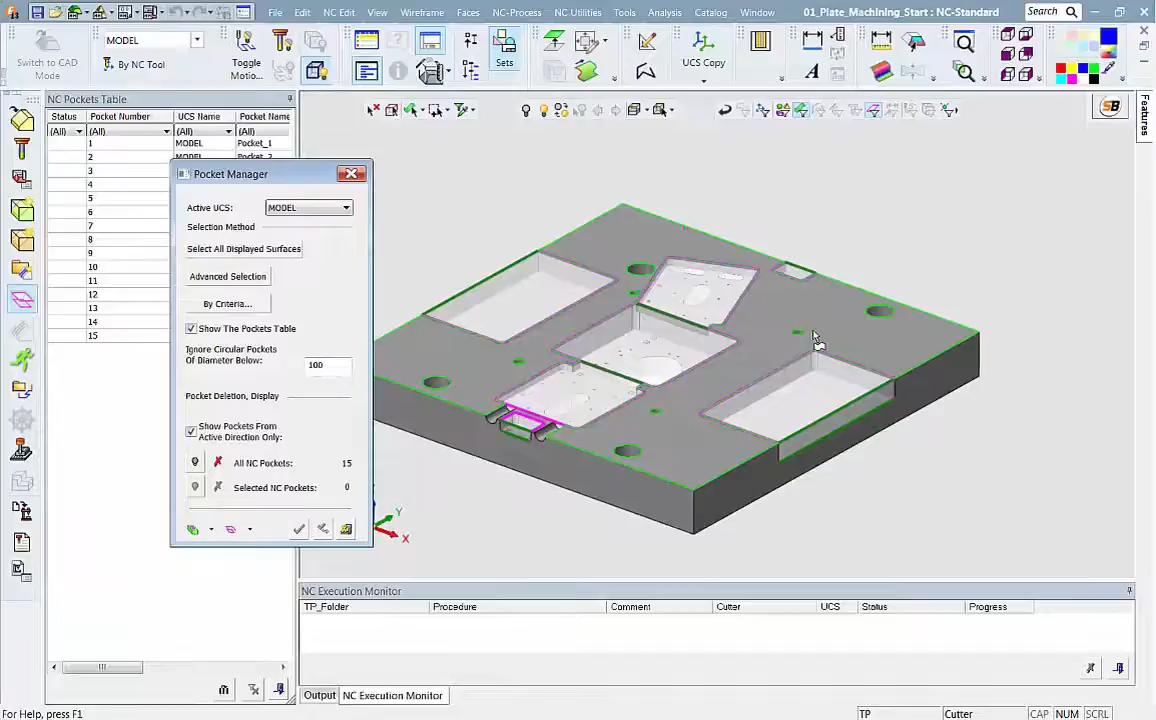 File Edit View Wireframe Faces NC-Process NC Utilities Tools Analysis Catalog Window 01_Plate_Machining_Start : NC-Standard Search
Switch to CAD Mode
MODEL
By NC Tool
Toggle Motio...
Sets
UCS Copy
NC Pockets Table
Status Pocket Number UCS Name Pocket Name
(All) (All) (All) (All)
1 MODEL Pocket_1
2 MODEL Pocket_2
3
4
5
6
7
8
9
10
11
12
13
14
15
Pocket Manager
Active UCS: MODEL
Selection Method
Select All Displayed Surfaces
Advanced Selection
By Criteria...
Show The Pockets Table
Ignore Circular Pockets
Of Diameter Below: 100
Pocket Deletion, Display
Show Pockets From
Active Direction Only:
All NC Pockets: 15
Selected NC Pockets: 0
Y
X
SB
Features
NC Execution Monitor
TP_Folder Procedure Comment Cutter UCS Status Progress
Output NC Execution Monitor
For Help, press F1
TP Cutter CAP NUM SCRL